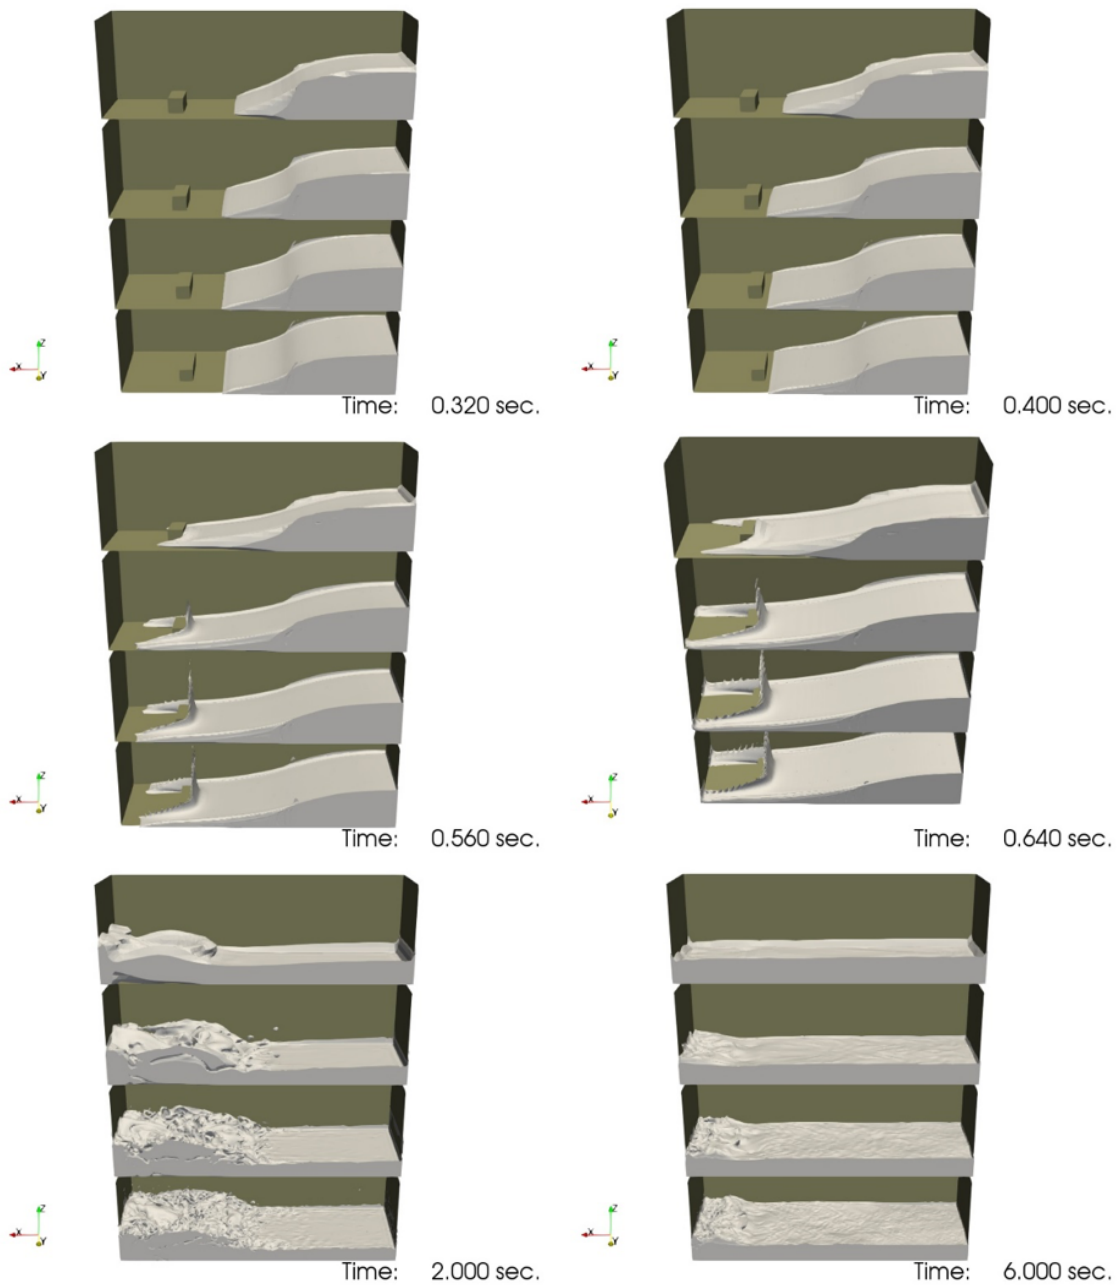 Z
X
Y
Time: 0.320 sec.
Z
X
Y
Time: 0.400 sec.
Z
X
Y
Time: 0.560 sec.
Z
X
Y
Time: 0.640 sec.
Z
X
Y
Time: 2.000 sec.
Z
X
Y
Time: 6.000 sec.